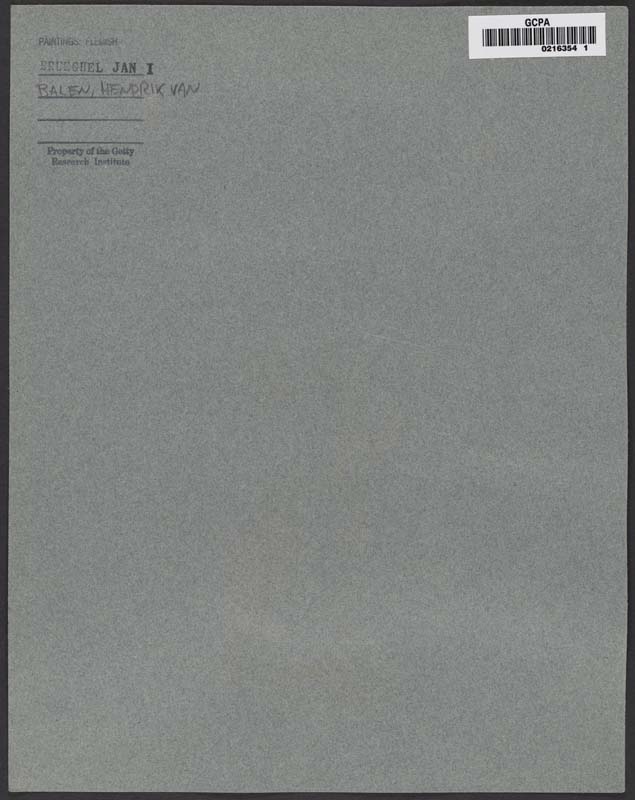 PAINTINGS: FLEMISH
BRUEGHEL JAN I
BALEN, HENDRIK VAN
Property of the Getty
Research Institute
GCPA
0216354 1